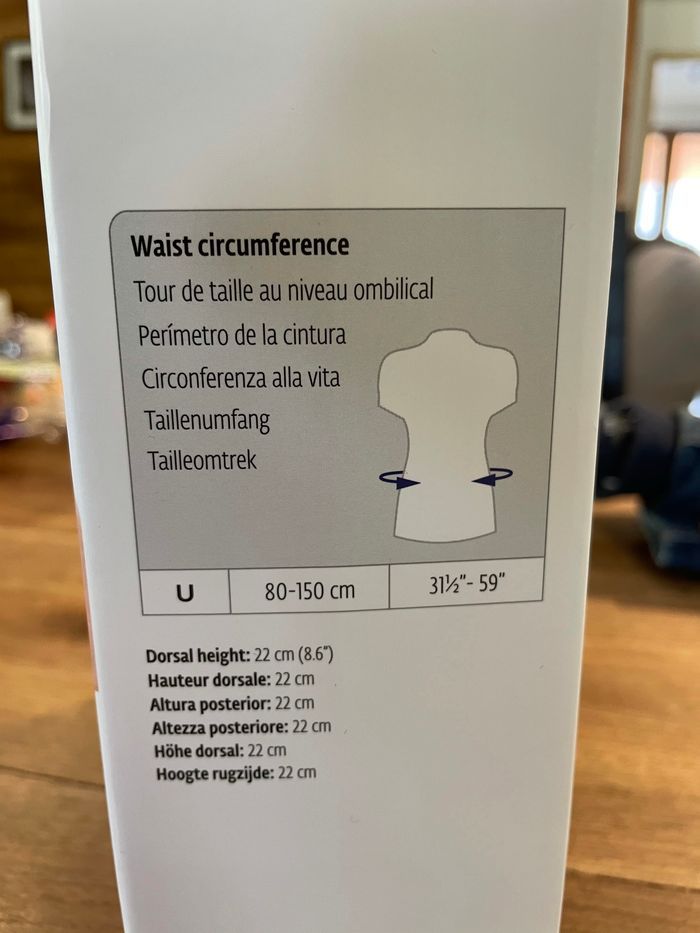 Waist circumference
Tour de taille au niveau ombilical
Perímetro de la cintura
Circonferenza alla vita
Taillenumfang
Tailleomtrek
U 80-150 cm 31½"- 59"
Dorsal height: 22 cm (8.6")
Hauteur dorsale: 22 cm
Altura posterior: 22 cm
Altezza posteriore: 22 cm
Höhe dorsal: 22 cm
Hoogte rugzijde: 22 cm